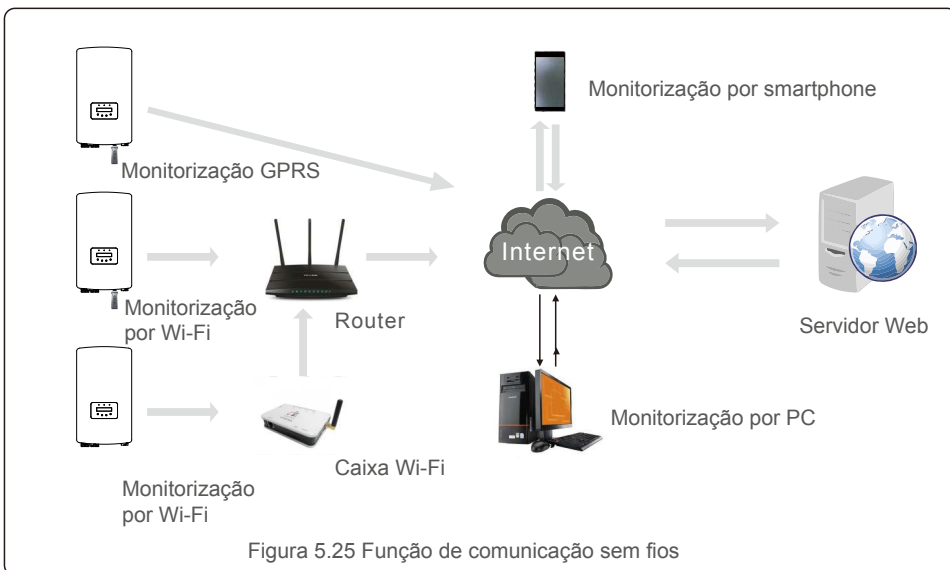 Monitorização por smartphone
Monitorização GPRS
Internet
Monitorização
por Wi-Fi
Router
Servidor Web
Monitorização por PC
Caixa Wi-Fi
Monitorização
por Wi-Fi
Figura 5.25 Função de comunicação sem fios